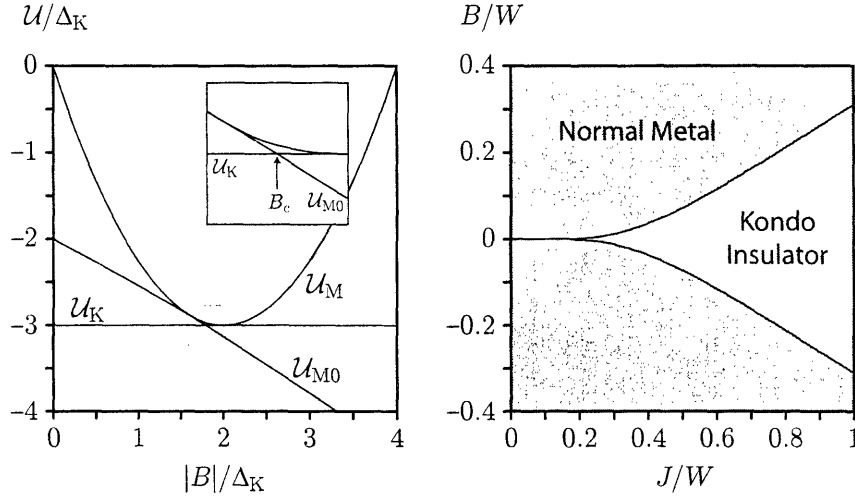 𝒰/Δ_K
0
−1
−2
−3
−4
0
1
2
3
4
|B|/Δ_K
𝒰_K
𝒰_M
𝒰_M0
𝒰_K
B_c
𝒰_M0
B/W
0.4
0.2
0
−0.2
−0.4
0
0.2
0.4
0.6
0.8
1
J/W
Normal Metal
Kondo
Insulator